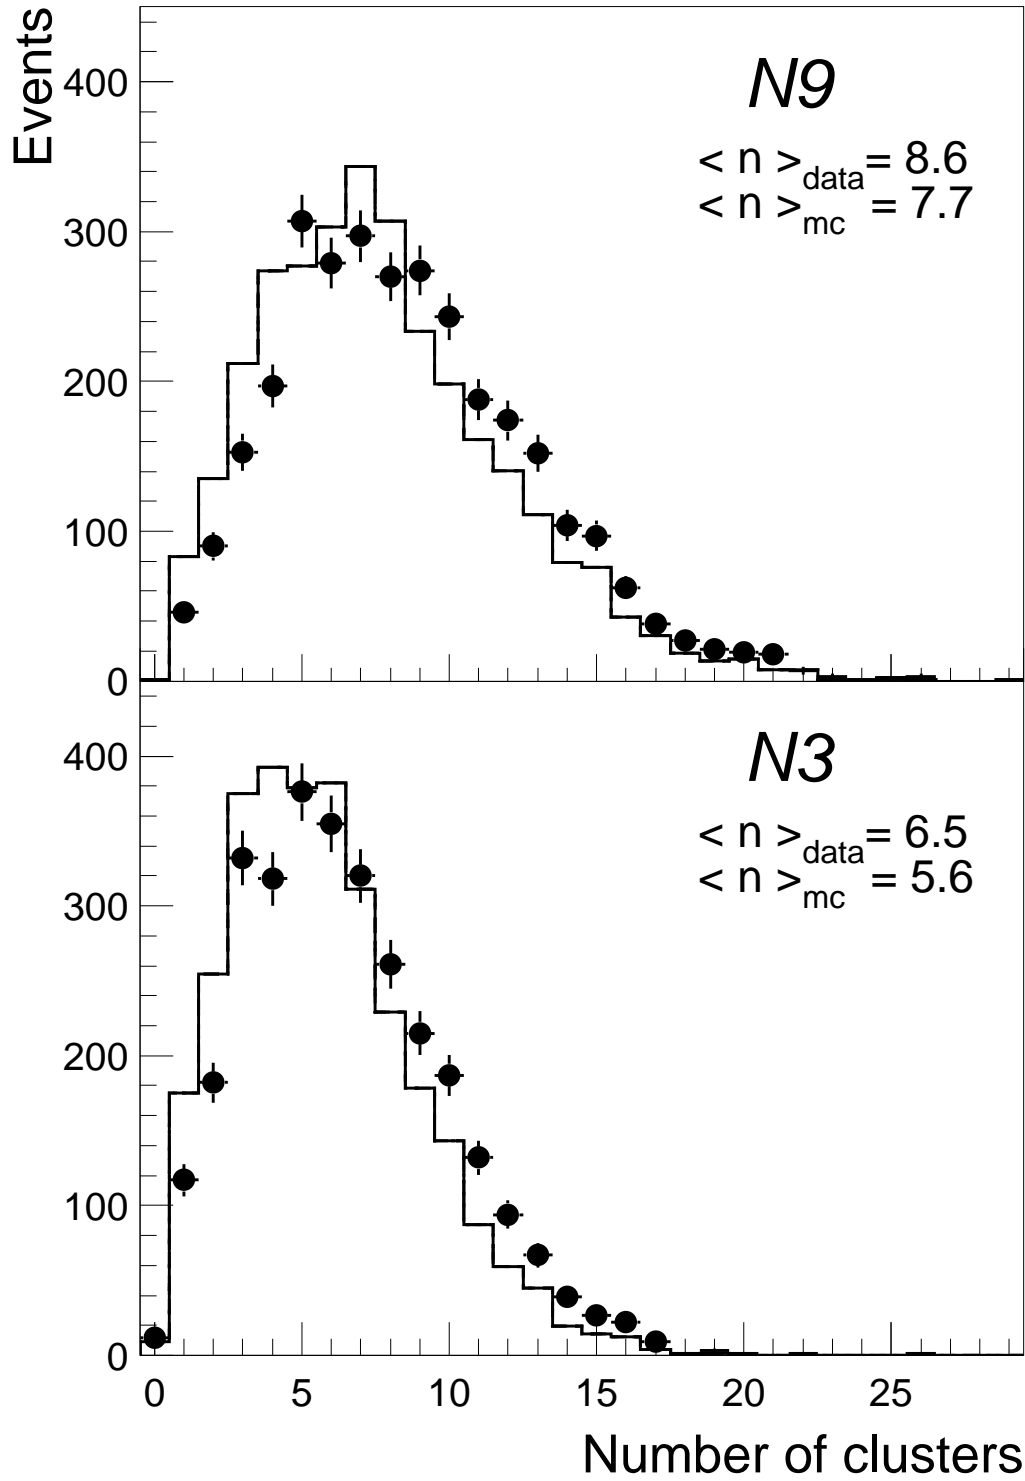 Events
N9
< n >data= 8.6
< n >mc = 7.7
400
300
200
100
0
N3
< n >data= 6.5
< n >mc = 5.6
400
300
200
100
0
0 5 10 15 20 25
Number of clusters